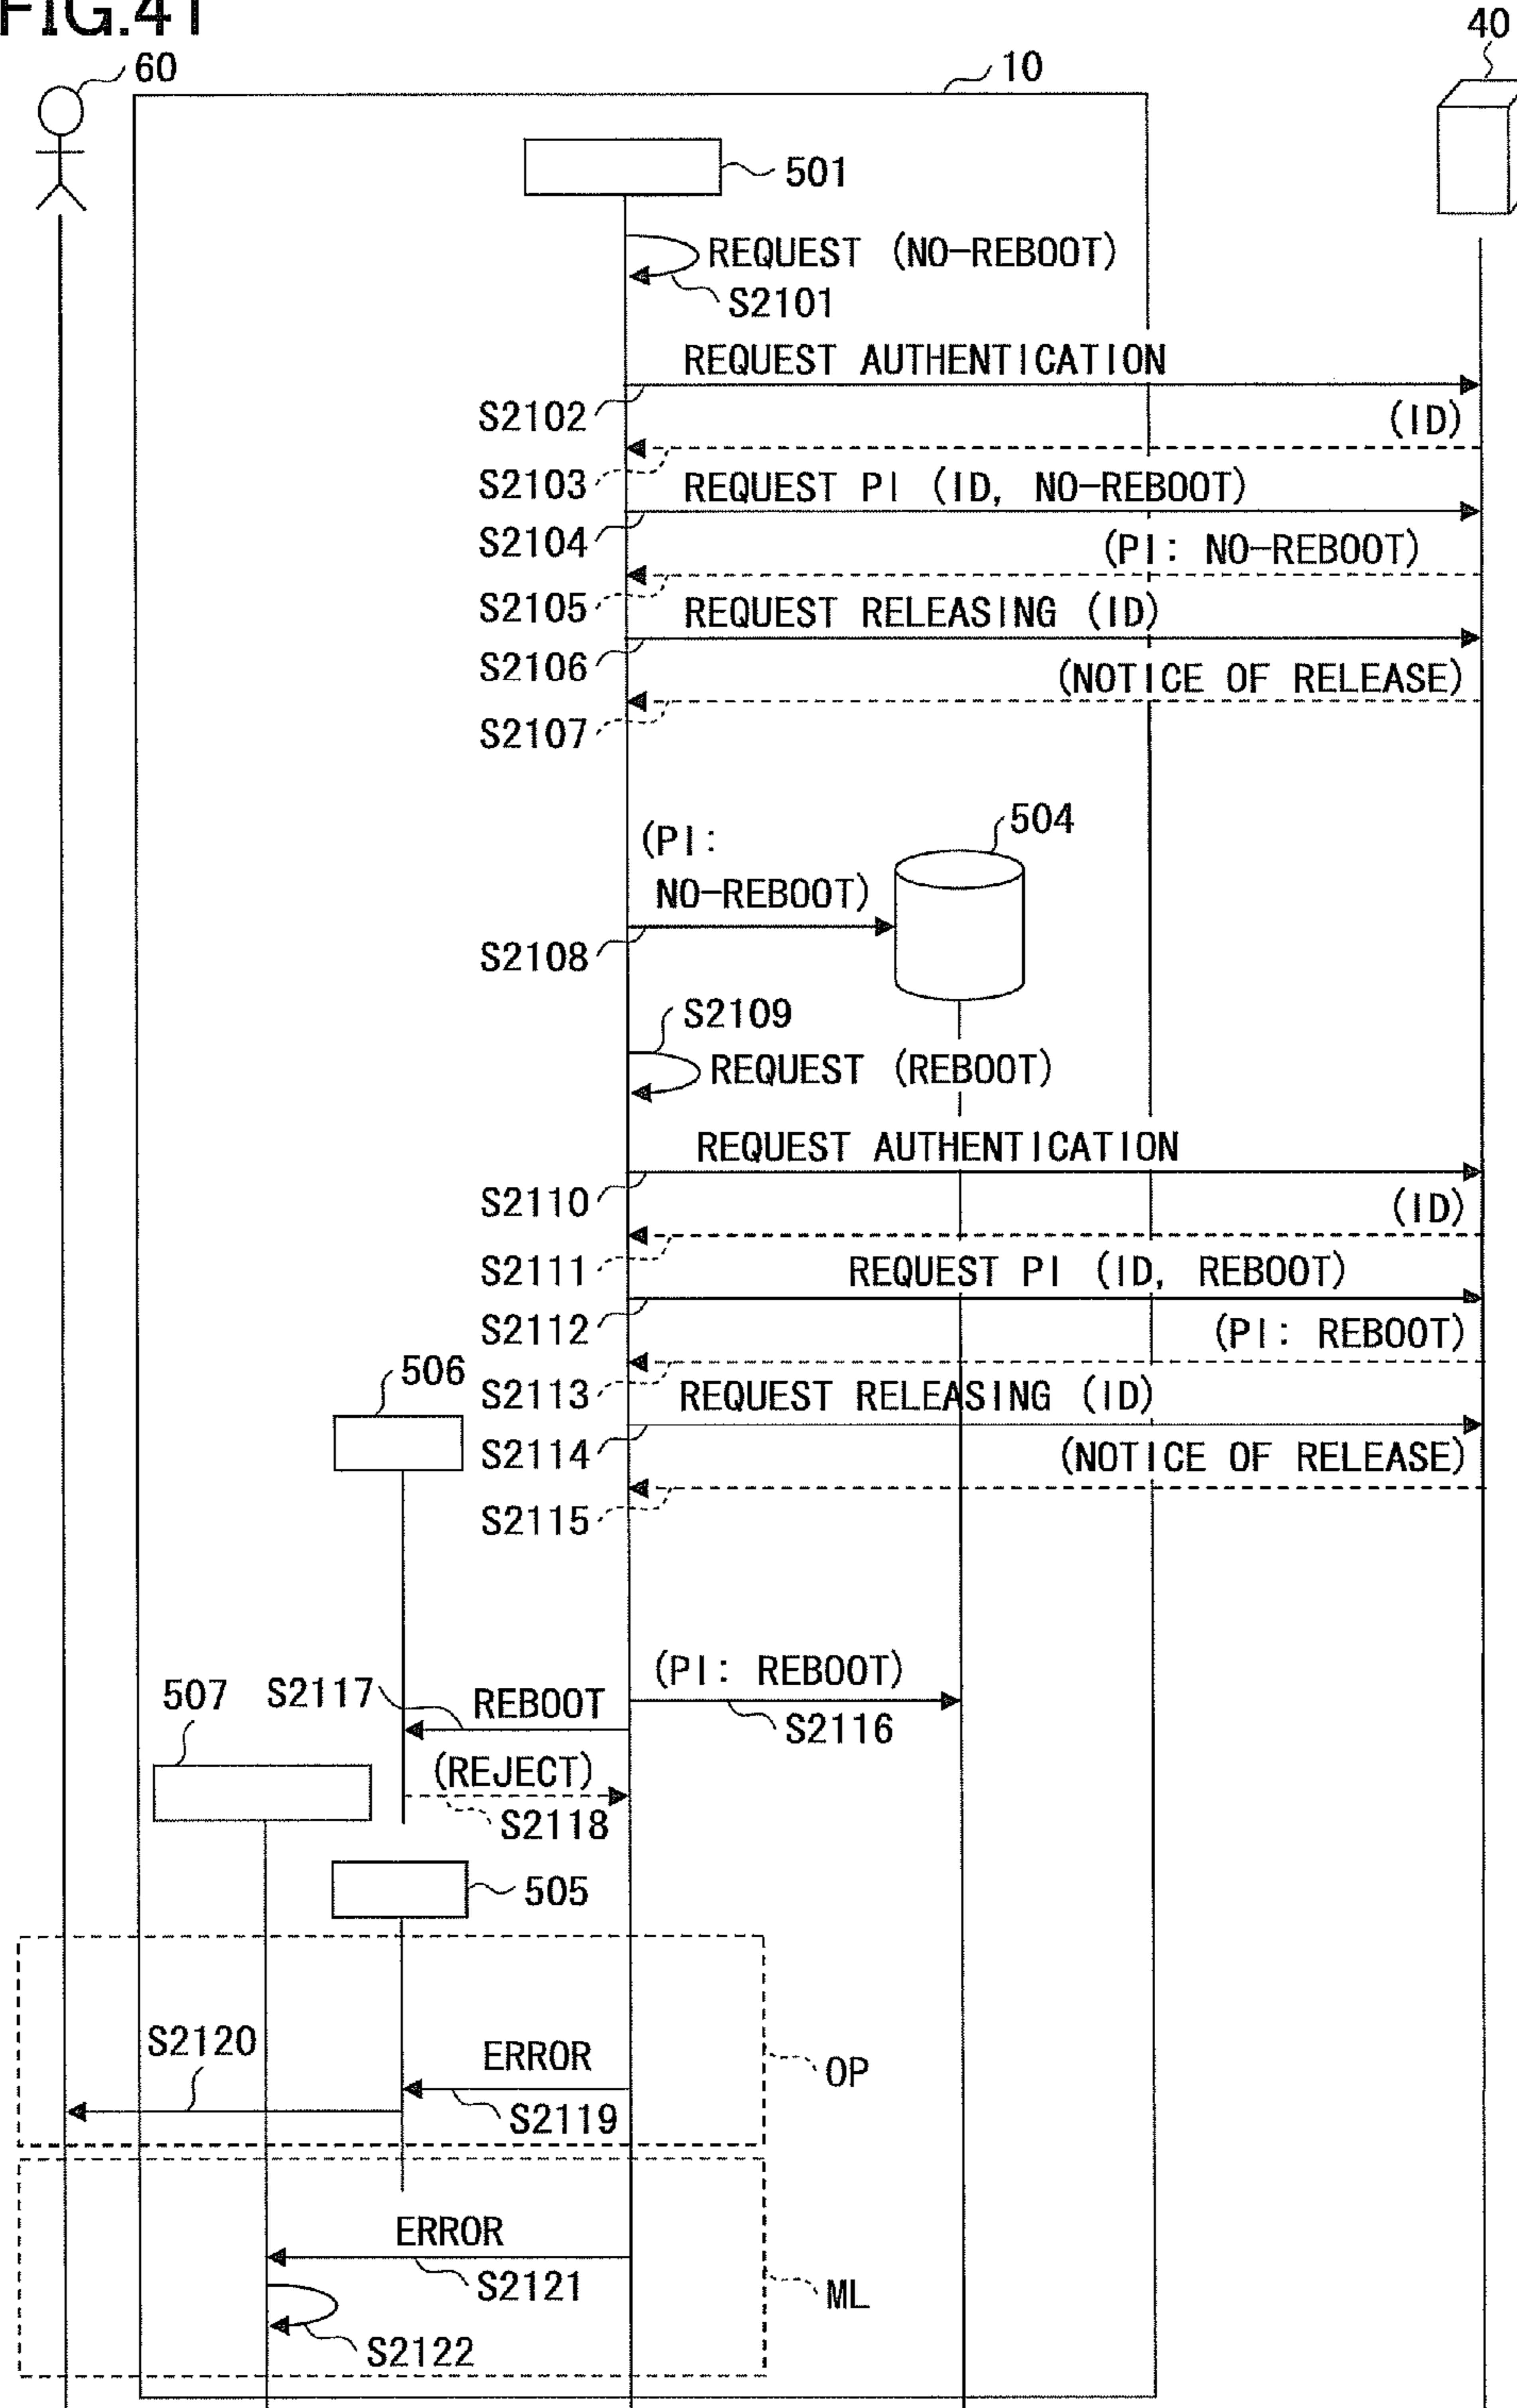 FIG.41
40
60
10
501
REQUEST (NO-REBOOT)
S2101
REQUEST AUTHENTICATION
S2102
(ID)
S2103
REQUEST PI (ID, NO-REBOOT)
S2104
(PI: NO-REBOOT)
S2105
REQUEST RELEASING (ID)
S2106
(NOTICE OF RELEASE)
S2107
504
(PI:
NO-REBOOT)
S2108
S2109
REQUEST (REBOOT)
REQUEST AUTHENTICATION
S2110
(ID)
S2111
REQUEST PI (ID, REBOOT)
S2112
(PI: REBOOT)
506
S2113
REQUEST RELEASING (ID)
S2114
(NOTICE OF RELEASE)
S2115
(PI: REBOOT)
507
S2117
REBOOT
S2116
(REJECT)
S2118
505
S2120
ERROR
OP
S2119
ERROR
S2121
ML
S2122